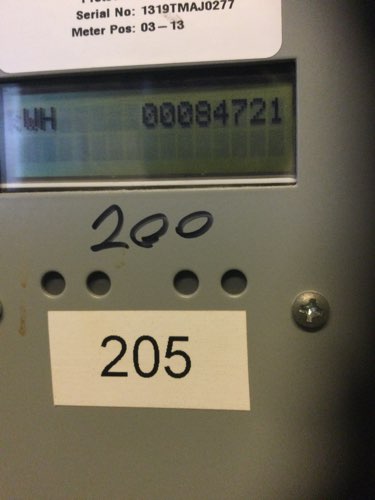 Serial No: 1319TMAJ0277
Meter Pos: 03-13
WH 00084721
200
205